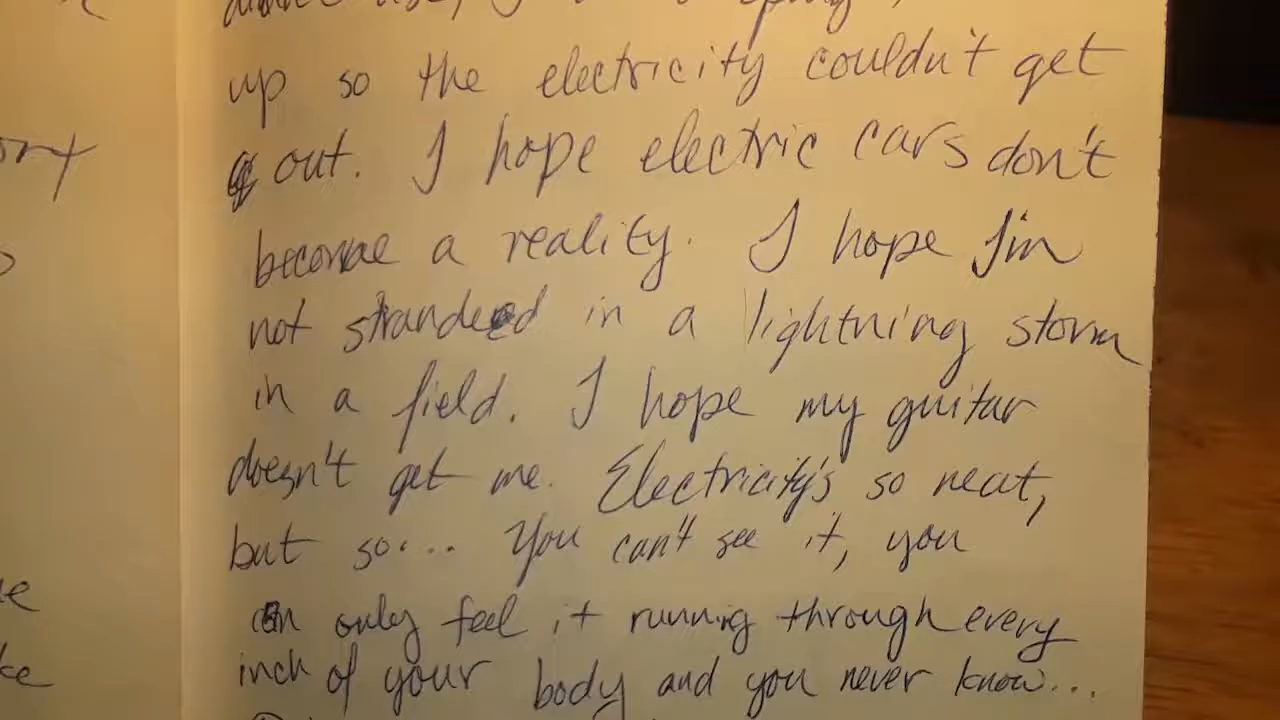 up so the electricity couldn't get
out. I hope electric cars don't
become a reality. I hope I'm
not stranded in a lightning storm
in a field. I hope my guitar
doesn't get me. Electricity's so neat,
but so... You can't see it, you
can only feel it running through every
inch of your body and you never know...